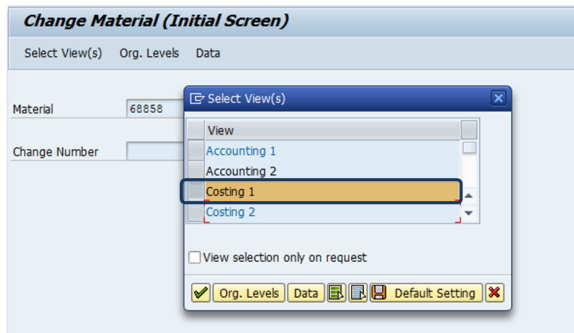 Change Material (Initial Screen)
Select View(s) Org. Levels Data
Select View(s)
Material 68858
Change Number
View
Accounting 1
Accounting 2
Costing 1
Costing 2
View selection only on request
Org. Levels Data Default Setting